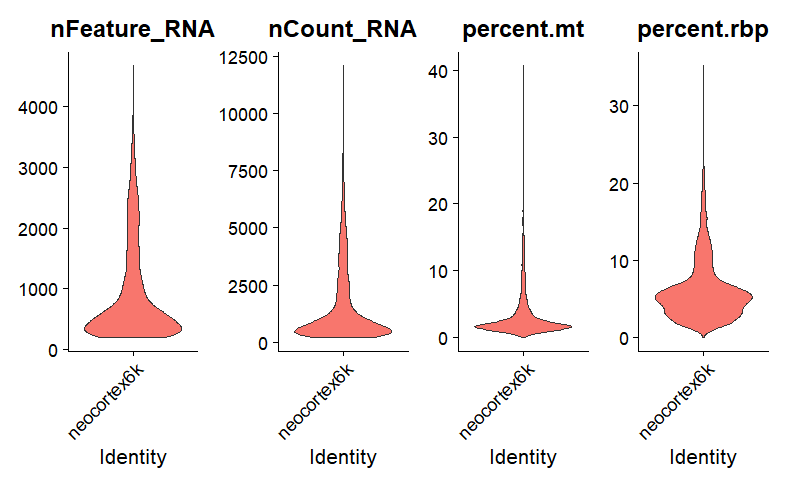 nFeature_RNA
4000
3000
2000
1000
0
neocortex6k
Identity
nCount_RNA
12500
10000
7500
5000
2500
0
neocortex6k
Identity
percent.mt
40
30
20
10
0
neocortex6k
Identity
percent.rbp
30
20
10
0
neocortex6k
Identity